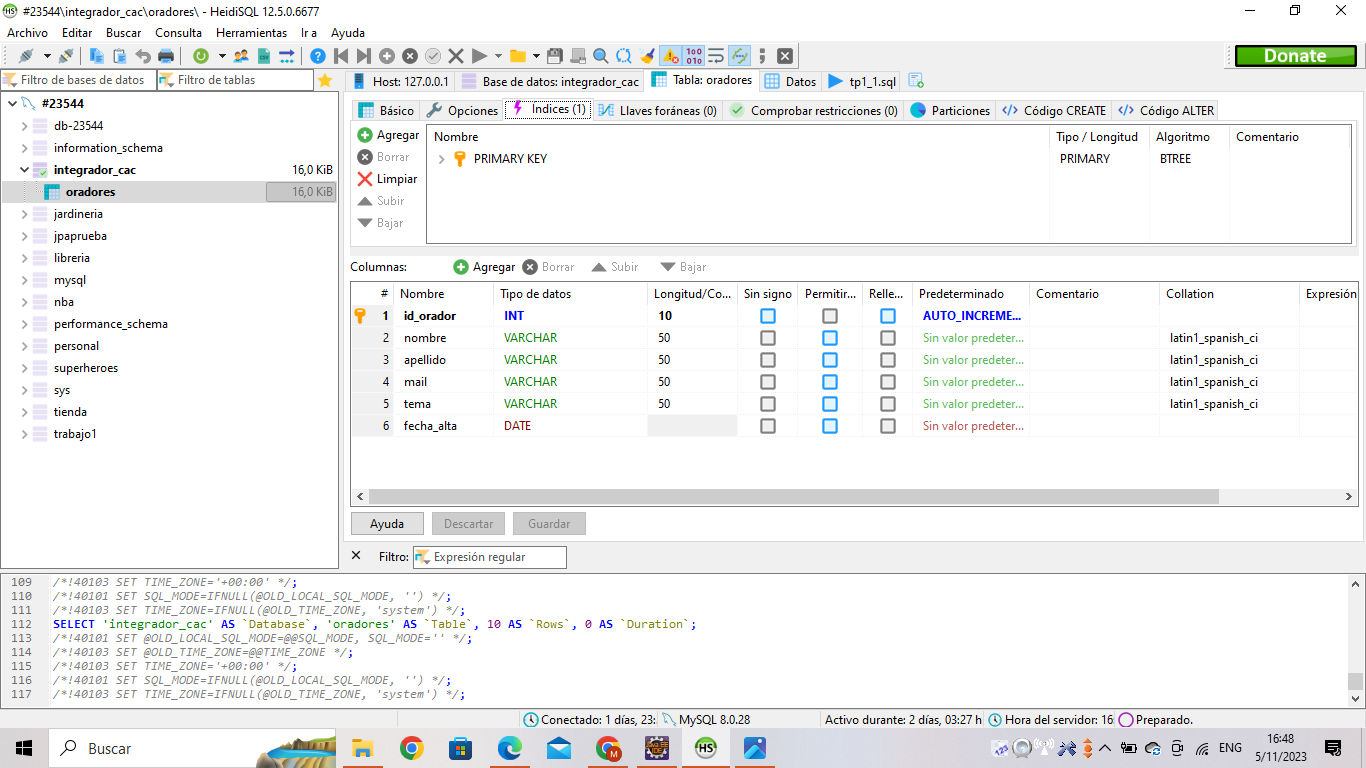 #23544\integrador_cac\oradores\ - HeidiSQL 12.5.0.6677
Archivo Editar Buscar Consulta Herramientas Ir a Ayuda
Donate
Filtro de bases de datos Filtro de tablas
Host: 127.0.0.1 Base de datos: integrador_cac Tabla: oradores Datos tp1_1.sql
#23544
db-23544
information_schema
integrador_cac 16,0 KiB
oradores 16,0 KiB
jardineria
jpaprueba
libreria
mysql
nba
performance_schema
personal
superheroes
sys
tienda
trabajo1
Básico Opciones Índices (1) Llaves foráneas (0) Comprobar restricciones (0) Particiones Código CREATE Código ALTER
Agregar
Borrar
Limpiar
Subir
Bajar
Nombre Tipo / Longitud Algoritmo Comentario
PRIMARY KEY PRIMARY BTREE
Columnas: Agregar Borrar Subir Bajar
# Nombre Tipo de datos Longitud/Co... Sin signo Permitir... Relle... Predeterminado Comentario Collation Expresión
1 id_orador INT 10 AUTO_INCREME...
2 nombre VARCHAR 50 Sin valor predeter... latin1_spanish_ci
3 apellido VARCHAR 50 Sin valor predeter... latin1_spanish_ci
4 mail VARCHAR 50 Sin valor predeter... latin1_spanish_ci
5 tema VARCHAR 50 Sin valor predeter... latin1_spanish_ci
6 fecha_alta DATE Sin valor predeter...
Ayuda Descartar Guardar
Filtro: Expresión regular
109 /*!40103 SET TIME_ZONE='+00:00' */;
110 /*!40101 SET SQL_MODE=IFNULL(@OLD_LOCAL_SQL_MODE, '') */;
111 /*!40103 SET TIME_ZONE=IFNULL(@OLD_TIME_ZONE, 'system') */;
112 SELECT 'integrador_cac' AS `Database`, 'oradores' AS `Table`, 10 AS `Rows`, 0 AS `Duration`;
113 /*!40101 SET @OLD_LOCAL_SQL_MODE=@@SQL_MODE, SQL_MODE='' */;
114 /*!40103 SET @OLD_TIME_ZONE=@@TIME_ZONE */;
115 /*!40103 SET TIME_ZONE='+00:00' */;
116 /*!40101 SET SQL_MODE=IFNULL(@OLD_LOCAL_SQL_MODE, '') */;
117 /*!40103 SET TIME_ZONE=IFNULL(@OLD_TIME_ZONE, 'system') */;
Conectado: 1 días, 23: MySQL 8.0.28 Activo durante: 2 días, 03:27 h Hora del servidor: 16 Preparado.
Buscar HS ENG 16:48
5/11/2023